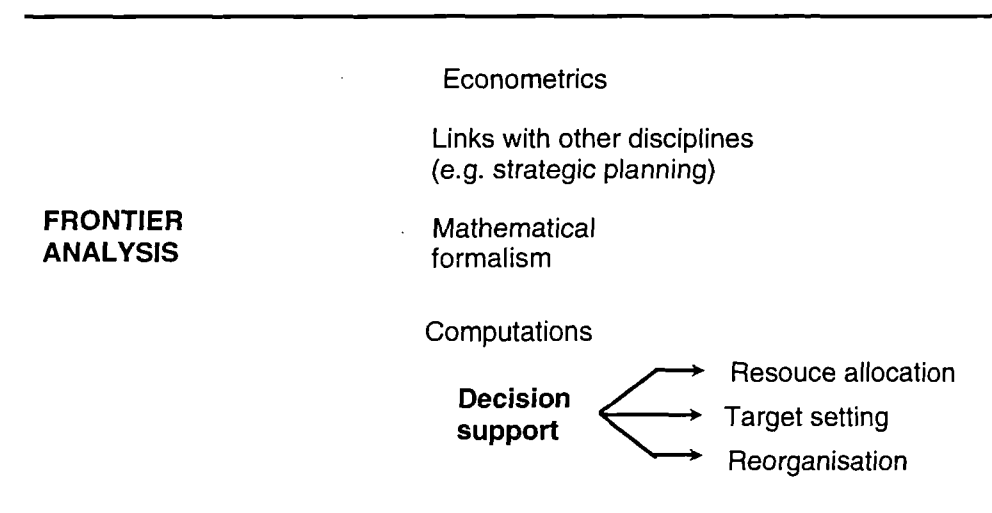 Econometrics
Links with other disciplines
(e.g. strategic planning)
FRONTIER
ANALYSIS
Mathematical
formalism
Computations
Decision
support
Resouce allocation
Target setting
Reorganisation